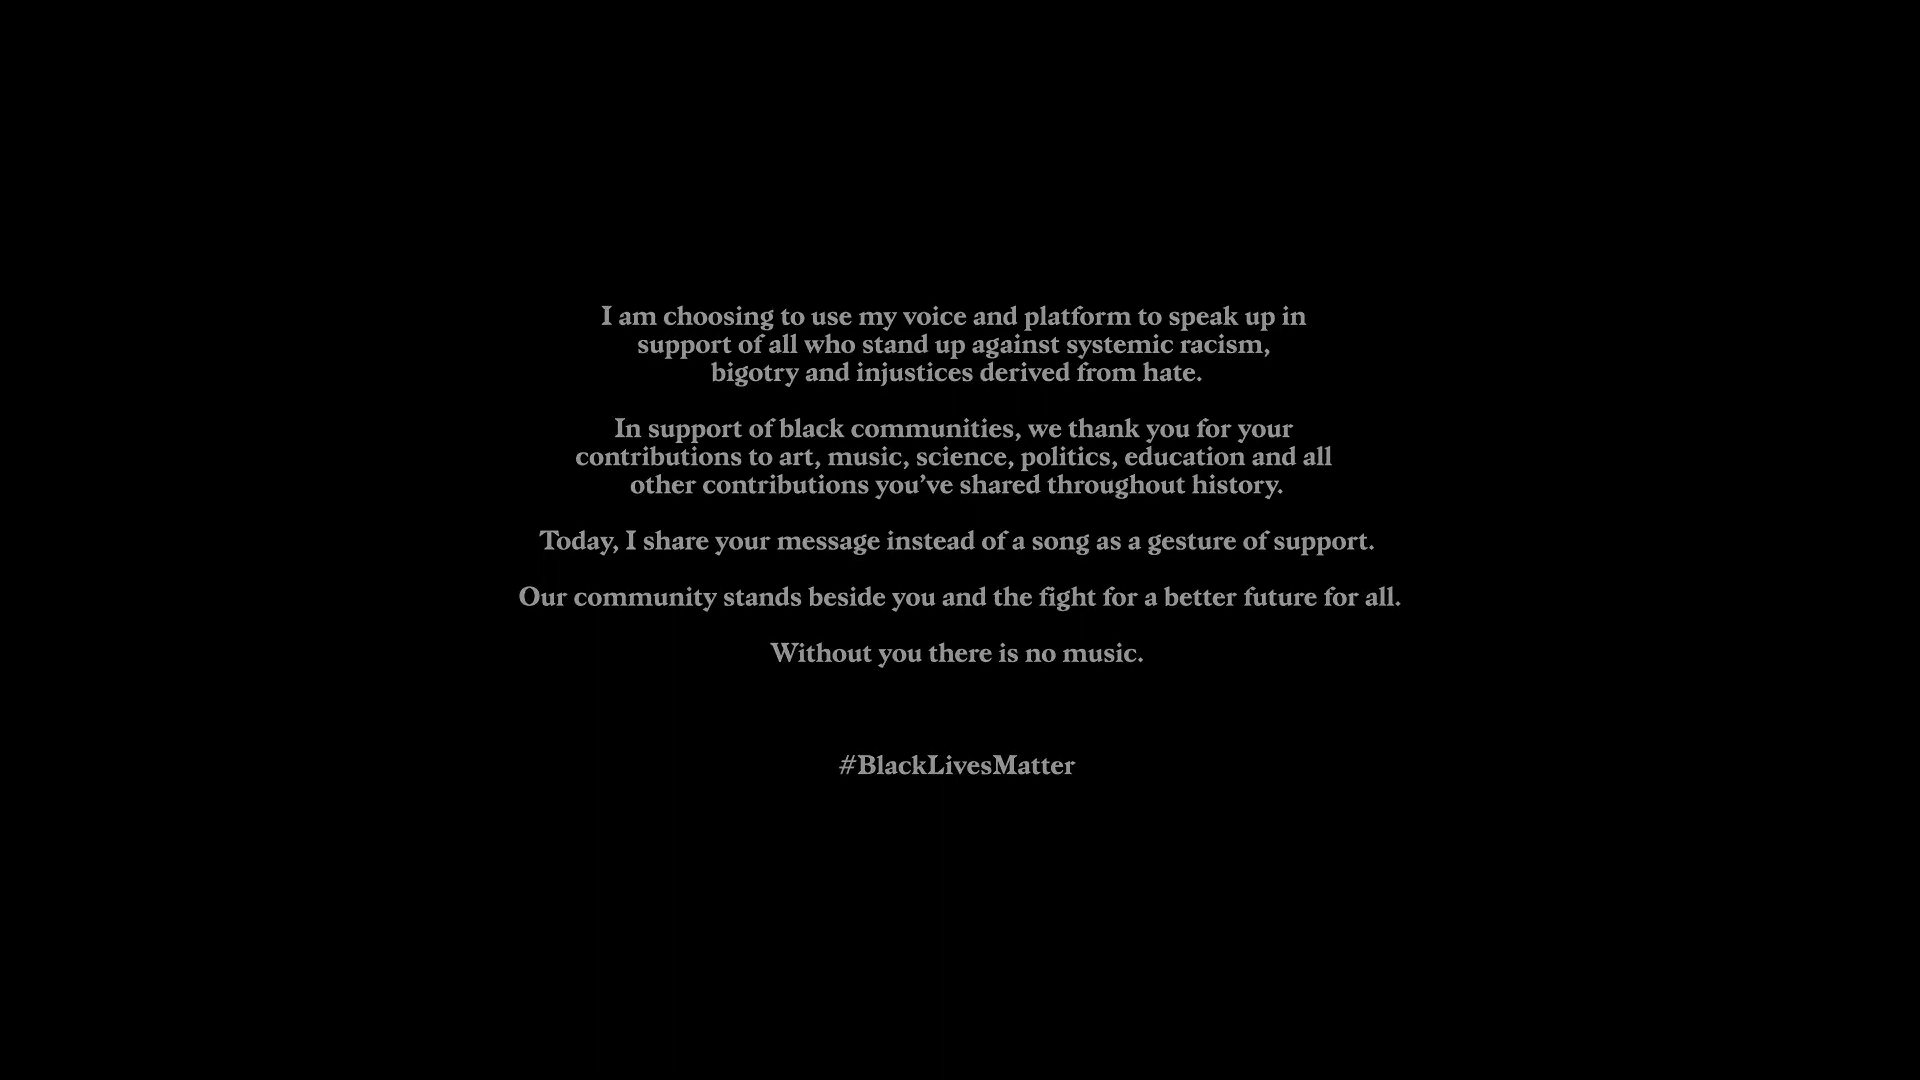 I am choosing to use my voice and platform to speak up in
support of all who stand up against systemic racism,
bigotry and injustices derived from hate.
In support of black communities, we thank you for your
contributions to art, music, science, politics, education and all
other contributions you’ve shared throughout history.
Today, I share your message instead of a song as a gesture of support.
Our community stands beside you and the fight for a better future for all.
Without you there is no music.
#BlackLivesMatter